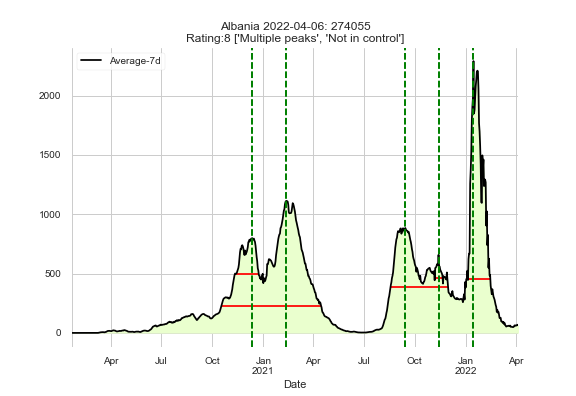 Albania 2022-04-06: 274055
Rating:8 ['Multiple peaks', 'Not in control']
Average-7d
2000
1500
1000
500
0
Apr Jul Oct Jan Apr Jul Oct Jan Apr
2021 2022
Date